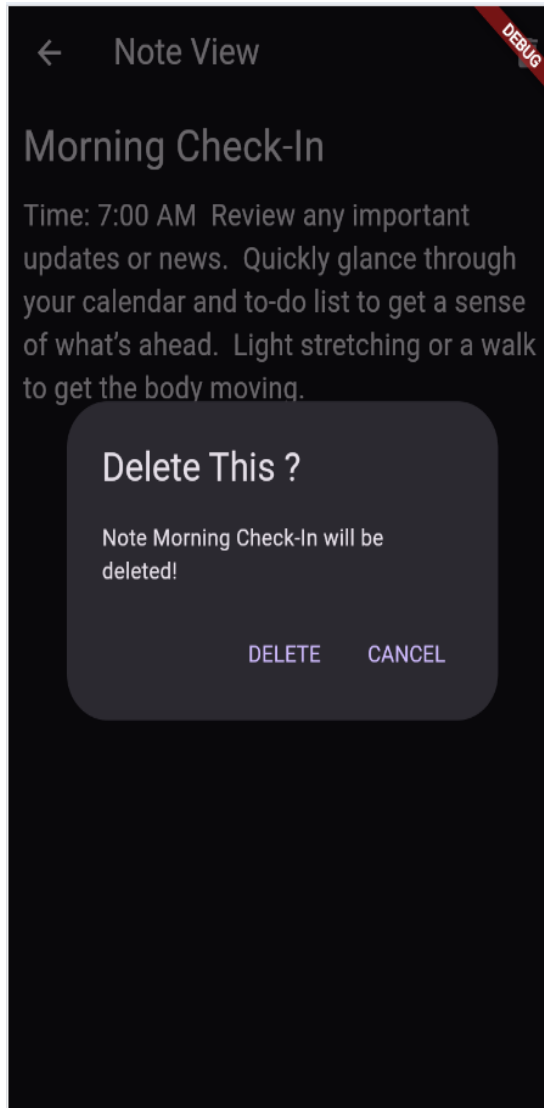 Note View
DEBUG
Morning Check-In
Time: 7:00 AM  Review any important
updates or news.  Quickly glance through
your calendar and to-do list to get a sense
of what’s ahead.  Light stretching or a walk
to get the body moving.
Delete This ?
Note Morning Check-In will be
deleted!
DELETE CANCEL